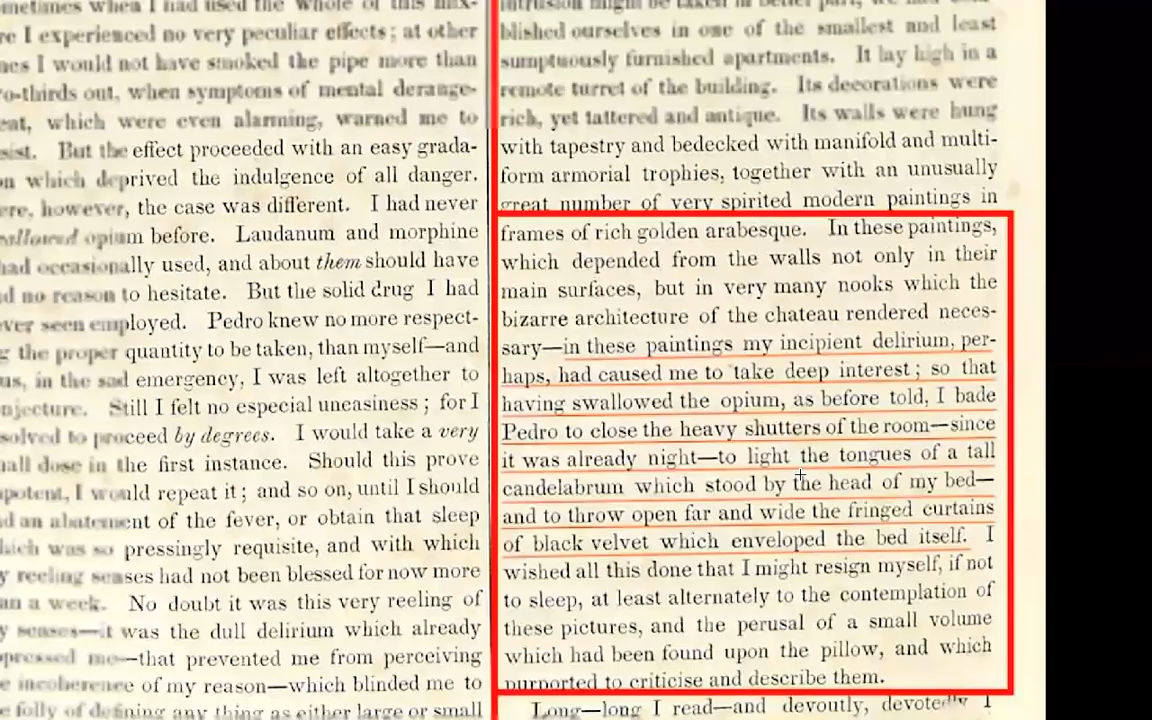 sometimes when I had used the whole of this mix-
re I experienced no very peculiar effects; at other
nes I would not have smoked the pipe more than
o-thirds out, when symptoms of mental derange-
ent, which were even alarming, warned me to
sist. But the effect proceeded with an easy grada-
on which deprived the indulgence of all danger.
ere, however, the case was different. I had never
allowed opium before. Laudanum and morphine
had occasionally used, and about them should have
d no reason to hesitate. But the solid drug I had
ver seen employed. Pedro knew no more respect-
g the proper quantity to be taken, than myself—and
us, in the sad emergency, I was left altogether to
njecture. Still I felt no especial uneasiness; for I
solved to proceed by degrees. I would take a very
all dose in the first instance. Should this prove
potent, I would repeat it; and so on, until I should
d an abatement of the fever, or obtain that sleep
hich was so pressingly requisite, and with which
y reeling senses had not been blessed for now more
an a week. No doubt it was this very reeling of
y senses—it was the dull delirium which already
pressed me—that prevented me from perceiving
e incoherence of my reason—which blinded me to
e folly of defining any thing as either large or small
intrusion might be taken in better part, we had esta-
blished ourselves in one of the smallest and least
sumptuously furnished apartments. It lay high in a
remote turret of the building. Its decorations were
rich, yet tattered and antique. Its walls were hung
with tapestry and bedecked with manifold and multi-
form armorial trophies, together with an unusually
great number of very spirited modern paintings in
frames of rich golden arabesque. In these paintings,
which depended from the walls not only in their
main surfaces, but in very many nooks which the
bizarre architecture of the chateau rendered neces-
sary—in these paintings my incipient delirium, per-
haps, had caused me to take deep interest; so that
having swallowed the opium, as before told, I bade
Pedro to close the heavy shutters of the room—since
it was already night—to light the tongues of a tall
candelabrum which stood by the head of my bed—
and to throw open far and wide the fringed curtains
of black velvet which enveloped the bed itself. I
wished all this done that I might resign myself, if not
to sleep, at least alternately to the contemplation of
these pictures, and the perusal of a small volume
which had been found upon the pillow, and which
purported to criticise and describe them.
Long—long I read—and devoutly, devotedly I